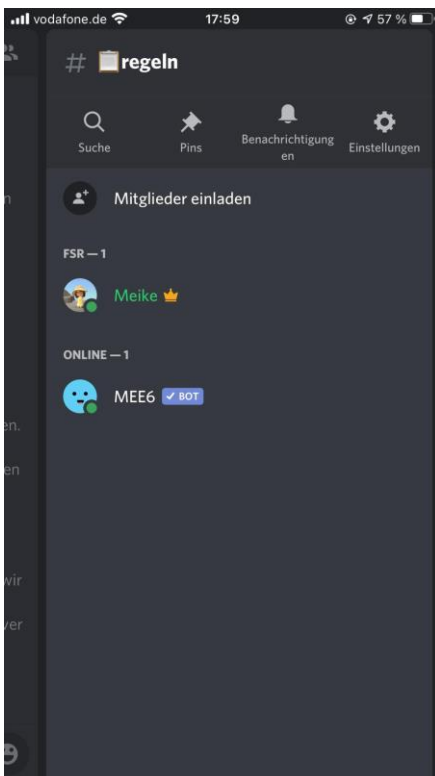 vodafone.de 17:59 57 %
# regeln
Suche Pins Benachrichtigung
en Einstellungen
Mitglieder einladen
n
FSR — 1
Meike
ONLINE — 1
MEE6 BOT
en.
en
wir
ver